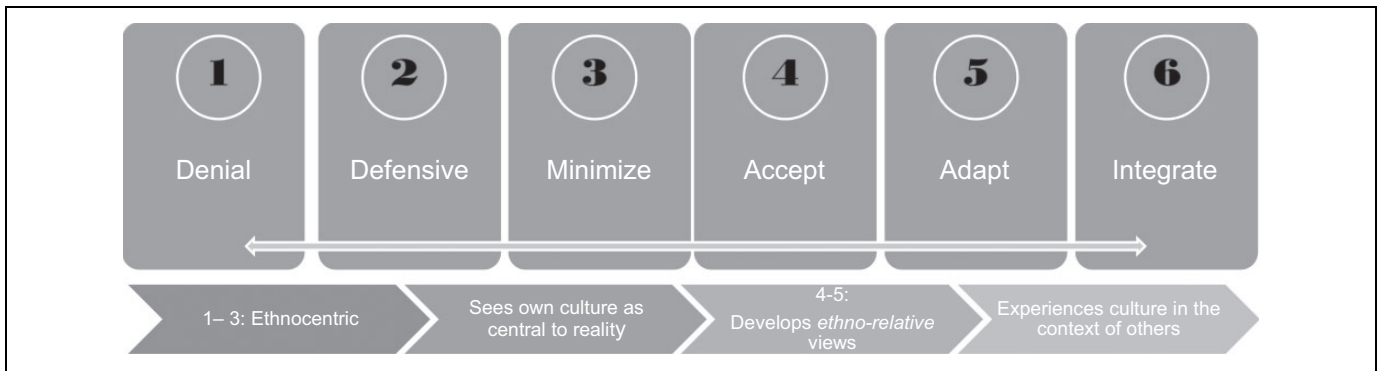 1
2
3
4
5
6
Denial
Defensive
Minimize
Accept
Adapt
Integrate
1– 3: Ethnocentric
Sees own culture as
central to reality
4-5:
Develops ethno-relative
views
Experiences culture in the
context of others